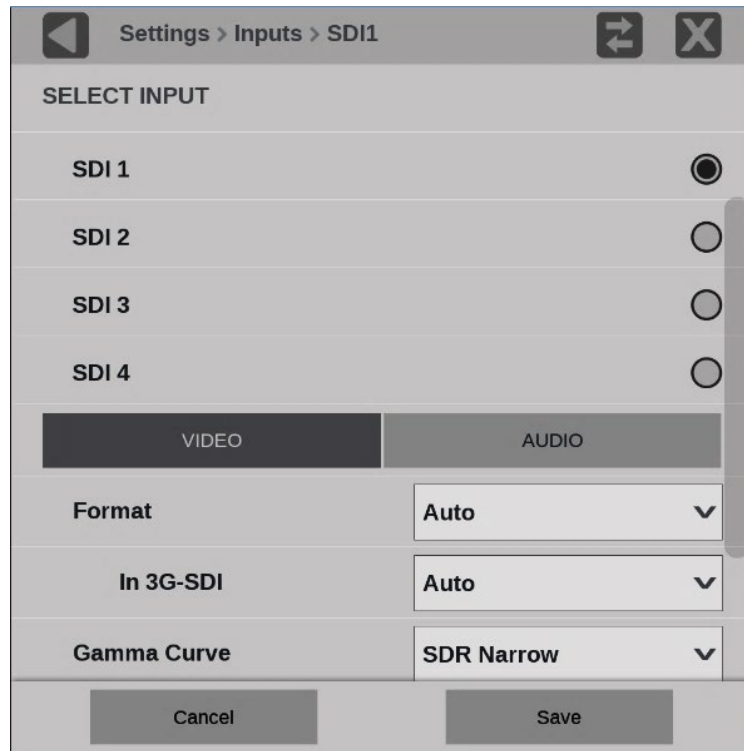 Settings > Inputs > SDI1
SELECT INPUT
SDI 1
SDI 2
SDI 3
SDI 4
VIDEO AUDIO
Format Auto
In 3G-SDI Auto
Gamma Curve SDR Narrow
Cancel Save